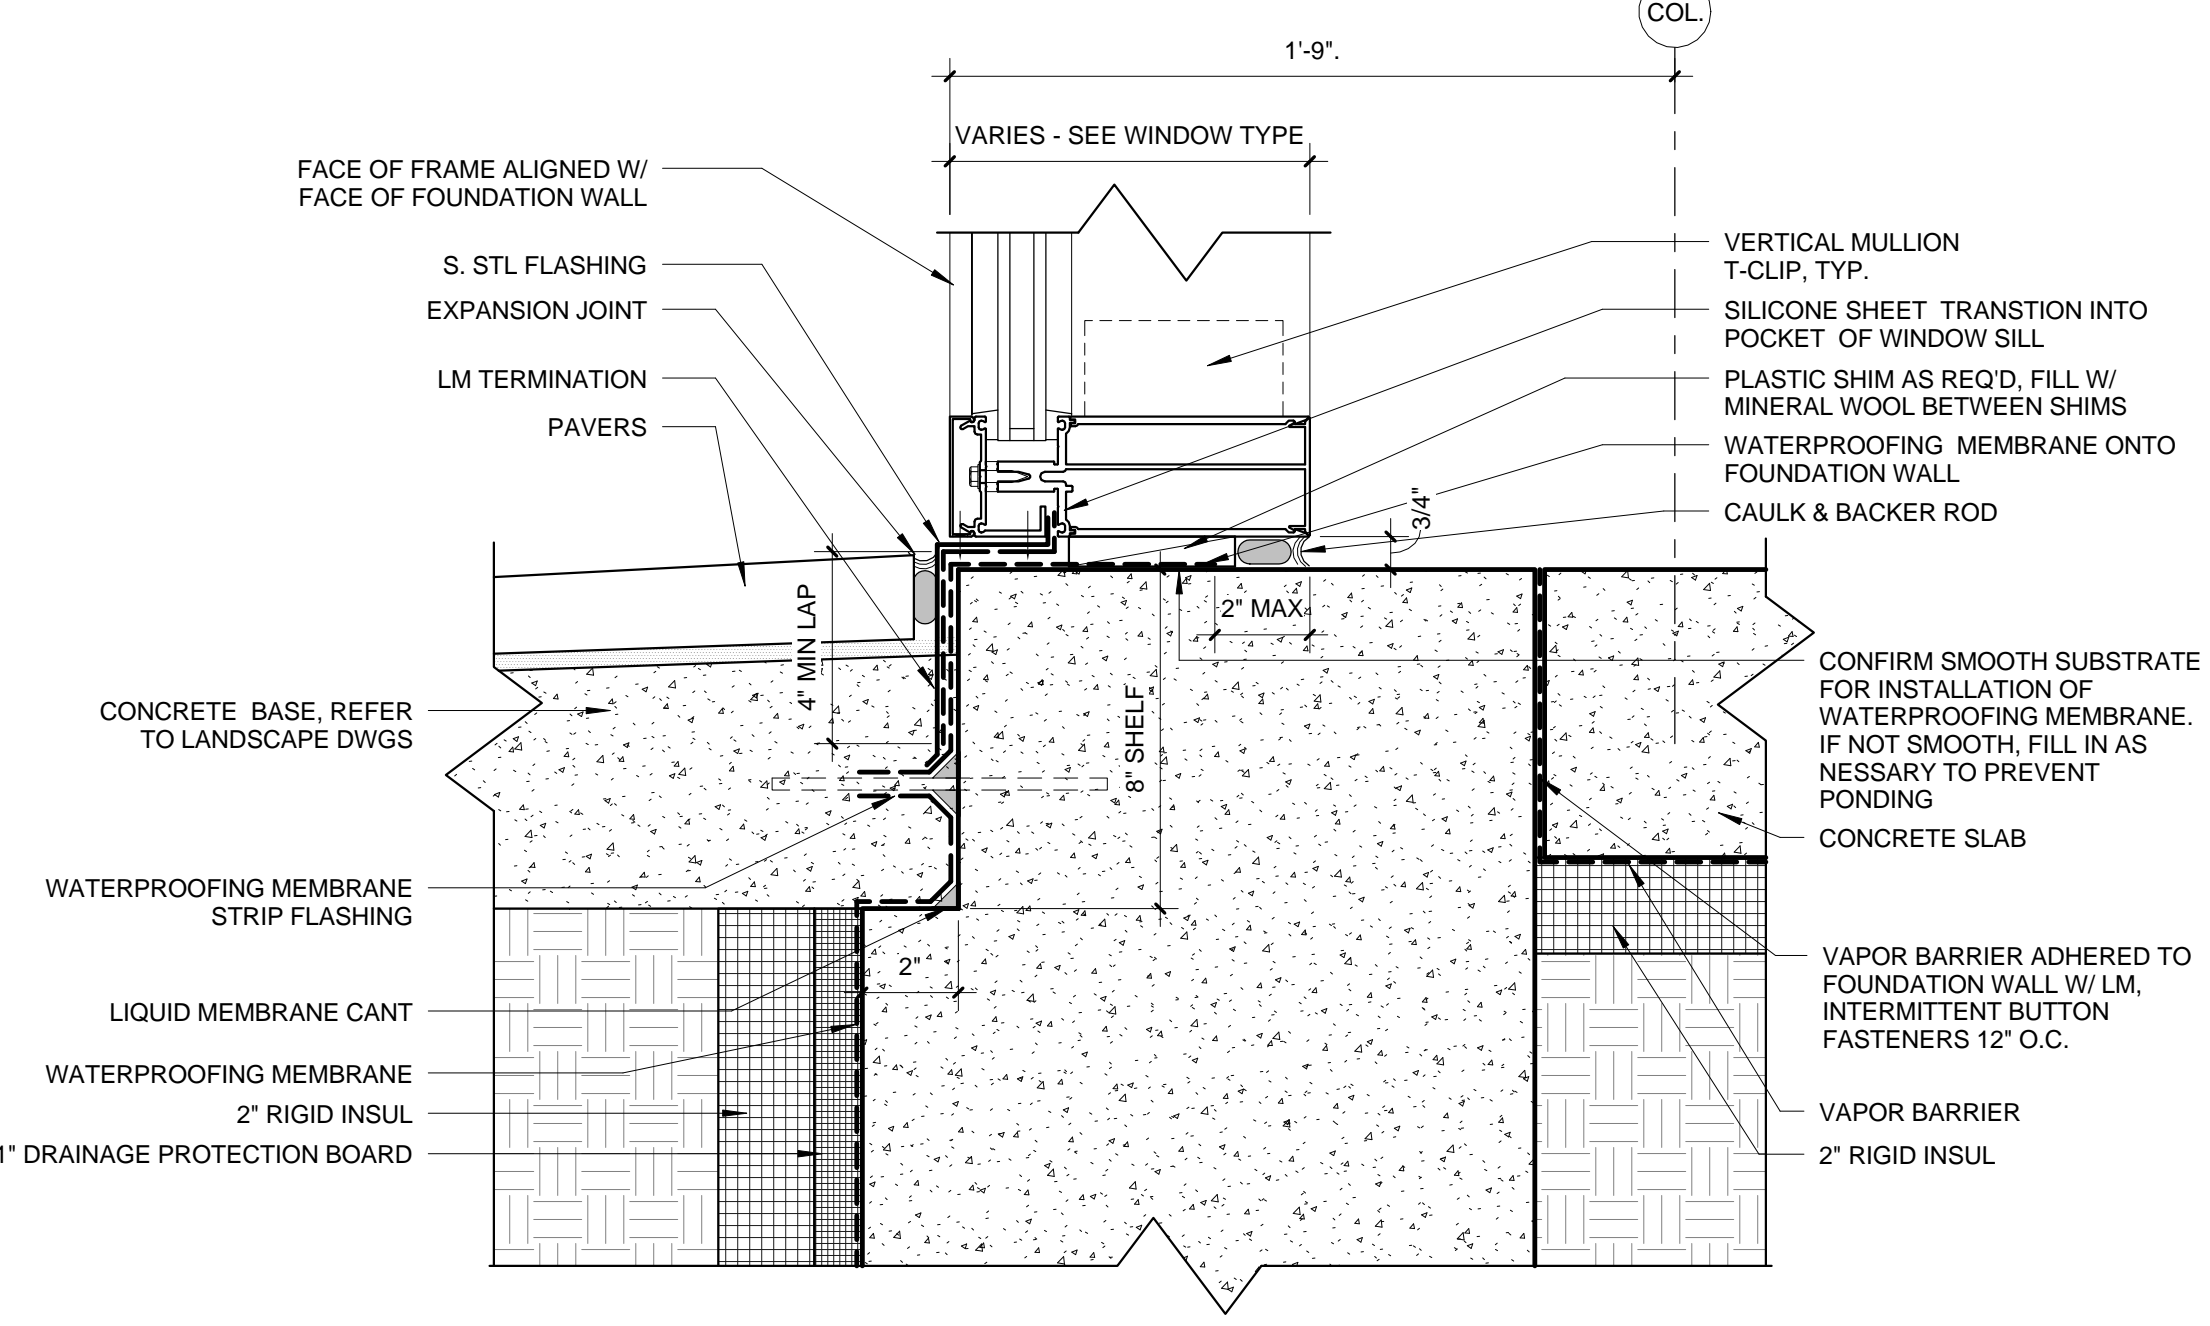 COL.
1'-9".
VARIES - SEE WINDOW TYPE
FACE OF FRAME ALIGNED W/
FACE OF FOUNDATION WALL
S. STL FLASHING
EXPANSION JOINT
LM TERMINATION
PAVERS
VERTICAL MULLION
T-CLIP, TYP.
SILICONE SHEET TRANSTION INTO
POCKET OF WINDOW SILL
PLASTIC SHIM AS REQ'D, FILL W/
MINERAL WOOL BETWEEN SHIMS
WATERPROOFING MEMBRANE ONTO
FOUNDATION WALL
CAULK & BACKER ROD
3/4"
4" MIN LAP
2" MAX
8" SHELF
CONCRETE BASE, REFER
TO LANDSCAPE DWGS
WATERPROOFING MEMBRANE
STRIP FLASHING
2"
LIQUID MEMBRANE CANT
WATERPROOFING MEMBRANE
2" RIGID INSUL
1" DRAINAGE PROTECTION BOARD
CONFIRM SMOOTH SUBSTRATE
FOR INSTALLATION OF
WATERPROOFING MEMBRANE.
IF NOT SMOOTH, FILL IN AS
NESSARY TO PREVENT
PONDING
CONCRETE SLAB
VAPOR BARRIER ADHERED TO
FOUNDATION WALL W/ LM,
INTERMITTENT BUTTON
FASTENERS 12" O.C.
VAPOR BARRIER
2" RIGID INSUL